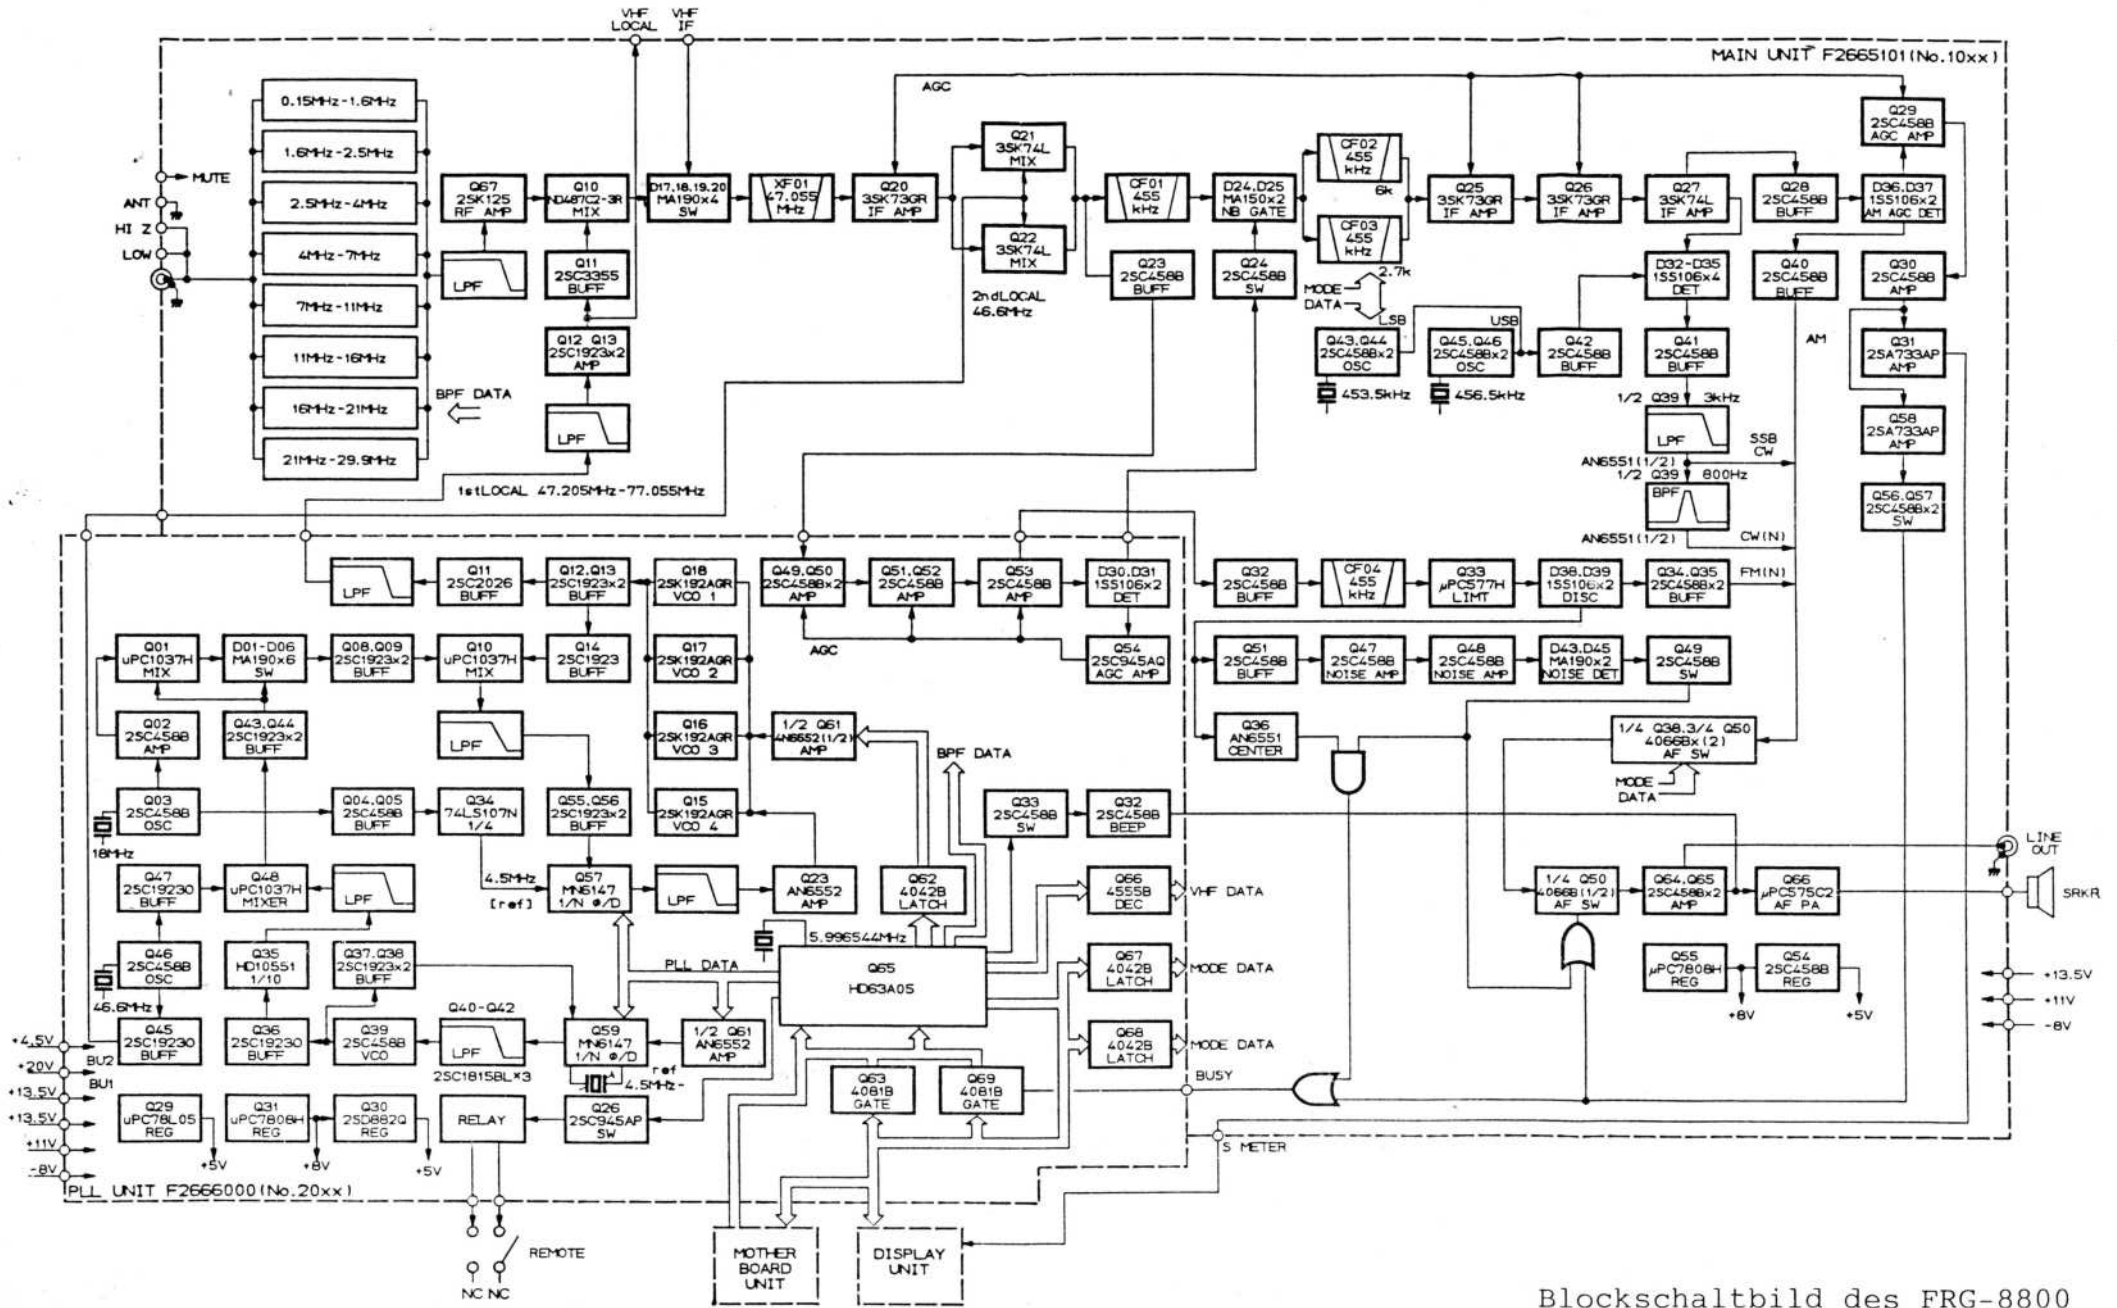 VHF LOCAL
VHF IF
MAIN UNIT F2665101(No.10xx)
AGC
MUTE
ANT
HI Z
LOW
0.15MHz-1.6MHz
1.6MHz-2.5MHz
2.5MHz-4MHz
4MHz-7MHz
7MHz-11MHz
11MHz-16MHz
16MHz-21MHz
21MHz-29.9MHz
BPF DATA
Q67 2SK125 RF AMP
LPF
Q10 ND487C2-3R MIX
Q11 2SC3355 BUFF
Q12 Q13 2SC1923x2 AMP
LPF
1stLOCAL 47.205MHz-77.055MHz
D17.18.19.20 MA190x4 SW
XF01 47.055 MHz
Q20 3SK73GR IF AMP
Q21 3SK74L MIX
Q22 3SK74L MIX
2ndLOCAL 46.6MHz
CF01 455 kHz
Q23 2SC458B BUFF
D24.D25 MA150x2 NB GATE
Q24 2SC458B SW
CF02 455 kHz
6k
CF03 455 kHz
2.7k
MODE DATA
LSB
USB
Q43.Q44 2SC458Bx2 OSC
453.5kHz
Q45.Q46 2SC458Bx2 OSC
456.5kHz
Q42 2SC458B BUFF
Q25 3SK73GR IF AMP
Q26 3SK73GR IF AMP
Q27 3SK74L IF AMP
Q28 2SC458B BUFF
Q29 2SC458B AGC AMP
D36.D37 1SS106x2 AM AGC DET
D32-D35 1SS106x4 DET
Q40 2SC458B BUFF
Q30 2SC458B AMP
Q41 2SC458B BUFF
AM
Q31 2SA733AP AMP
Q58 2SA733AP AMP
Q56.Q57 2SC458Bx2 SW
1/2 Q39 3kHz
LPF
SSB CW
AN6551(1/2)
1/2 Q39 800Hz
BPF
AN6551(1/2)
CW(N)
FM(N)
LPF
Q11 2SC2026 BUFF
Q12.Q13 2SC1923x2 BUFF
Q18 2SK192AGR VCO 1
Q49.Q50 2SC458Bx2 AMP
Q51.Q52 2SC458B AMP
Q53 2SC458B AMP
D30.D31 1SS106x2 DET
Q54 2SC945AQ AGC AMP
AGC
Q32 2SC458B BUFF
CF04 455 kHz
Q33 µPC577H LIMT
D38.D39 1SS106x2 DISC
Q34.Q35 2SC458Bx2 BUFF
Q01 uPC1037H MIX
D01-D06 MA190x6 SW
Q08.Q09 2SC1923x2 BUFF
Q10 uPC1037H MIX
Q14 2SC1923 BUFF
Q17 2SK192AGR VCO 2
Q51 2SC458B BUFF
Q47 2SC458B NOISE AMP
Q48 2SC458B NOISE AMP
D43.D45 MA190x2 NOISE DET
Q49 2SC458B SW
Q02 2SC458B AMP
Q43.Q44 2SC1923x2 BUFF
LPF
Q16 2SK192AGR VCO 3
1/2 Q61 4N6552(1/2) AMP
BPF DATA
Q36 AN6551 CENTER
1/4 Q38.3/4 Q50 4066Bx(2) AF SW
MODE DATA
Q03 2SC458B OSC
18MHz
Q04.Q05 2SC458B BUFF
Q34 74LS107N 1/4
Q55.Q56 2SC1923x2 BUFF
Q15 2SK192AGR VCO 4
Q33 2SC458B SW
Q32 2SC458B BEEP
Q47 2SC19230 BUFF
Q48 uPC1037H MIXER
LPF
4.5MHz
[ref]
Q57 MN6147 1/N Ø/D
LPF
Q23 AN6552 AMP
Q62 4042B LATCH
Q66 4555B DEC
VHF DATA
1/4 Q50 4066B(1/2) AF SW
Q64.Q65 2SC458Bx2 AMP
Q66 µPC575C2 AF PA
LINE OUT
SRKR
Q46 2SC458B OSC
46.6MHz
Q35 HD10551 1/10
Q37.Q38 2SC1923x2 BUFF
PLL DATA
5.996544MHz
Q65 HD63A05
Q67 4042B LATCH
MODE DATA
Q55 µPC7808H REG
Q54 2SC458B REG
+8V
+5V
+13.5V
+11V
-8V
Q45 2SC19230 BUFF
Q36 2SC19230 BUFF
Q39 2SC458B VCO
Q40-Q42
LPF
2SC1815BL×3
Q59 MN6147 1/N Ø/D
ref
4.5MHz-
1/2 Q61 AN6552 AMP
Q68 4042B LATCH
MODE DATA
+4.5V
BU2
+20V
BU1
+13.5V
+13.5V
+11V
-8V
Q29 uPC78L05 REG
+5V
Q31 uPC7808H REG
+8V
Q30 2SD882Q REG
+5V
RELAY
Q26 2SC945AP SW
Q63 4081B GATE
Q69 4081B GATE
BUSY
S METER
PLL UNIT F2666000(No.20xx)
REMOTE
NC NC
MOTHER BOARD UNIT
DISPLAY UNIT
Blockschaltbild des FRG-8800